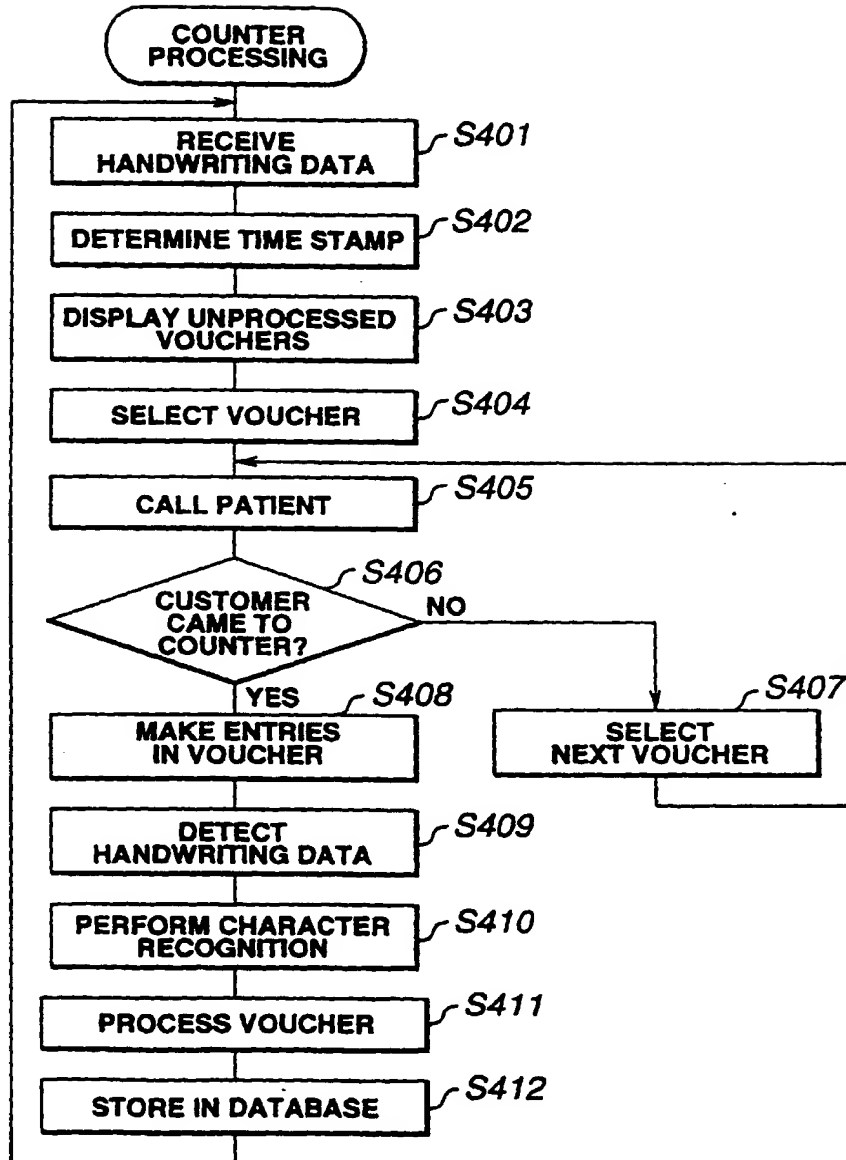 COUNTER
PROCESSING
RECEIVE
HANDWRITING DATA
S401
DETERMINE TIME STAMP
S402
DISPLAY UNPROCESSED
VOUCHERS
S403
SELECT VOUCHER
S404
CALL PATIENT
S405
CUSTOMER
CAME TO
COUNTER?
S406
NO
YES
SELECT
NEXT VOUCHER
S407
MAKE ENTRIES
IN VOUCHER
S408
DETECT
HANDWRITING DATA
S409
PERFORM CHARACTER
RECOGNITION
S410
PROCESS VOUCHER
S411
STORE IN DATABASE
S412